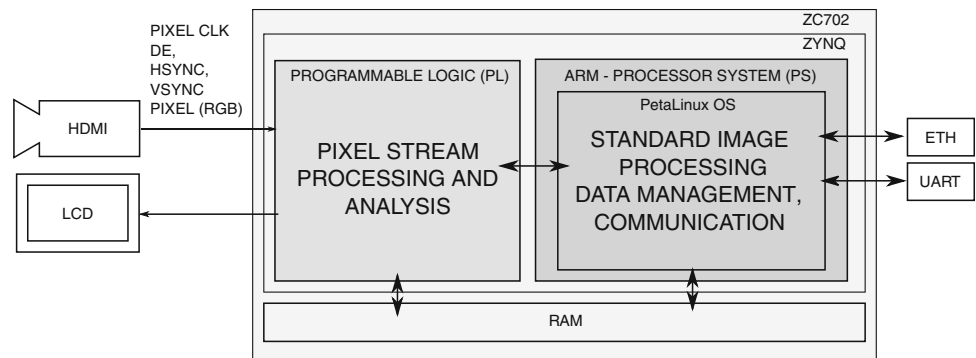 PIXEL CLK
DE,
HSYNC,
VSYNC
PIXEL (RGB)
HDMI
LCD
ZC702
ZYNQ
PROGRAMMABLE LOGIC (PL)
PIXEL STREAM
PROCESSING AND
ANALYSIS
ARM - PROCESSOR SYSTEM (PS)
PetaLinux OS
STANDARD IMAGE
PROCESSING
DATA MANAGEMENT,
COMMUNICATION
ETH
UART
RAM